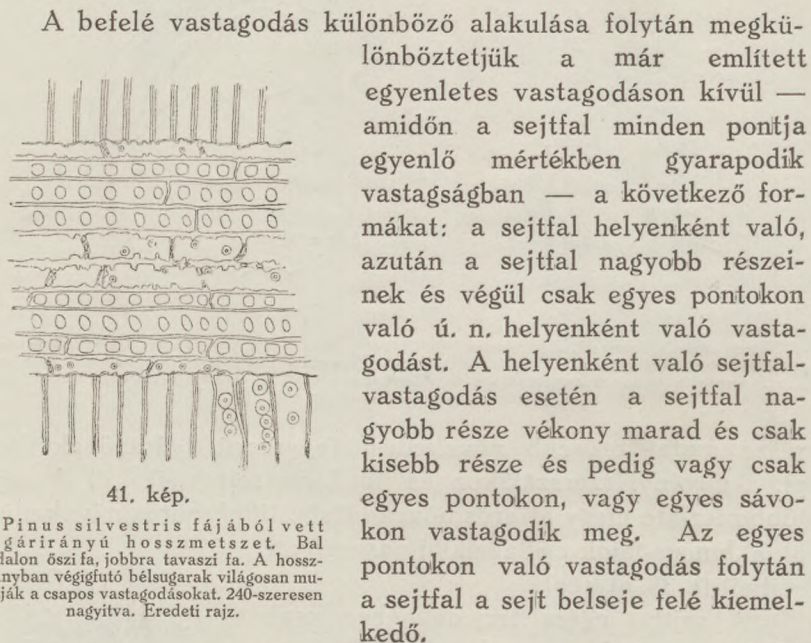 A befelé vastagodás különböző alakulása folytán megkü-
lönböztetjük a már említett
egyenletes vastagodáson kívül —
amidőn a sejtfal minden pontja
egyenlő mértékben gyarapodik
vastagságban — a következő for-
mákat: a sejtfal helyenként való,
azután a sejtfal nagyobb részei-
nek és végül csak egyes pontokon
való ú. n. helyenként való vasta-
godást. A helyenként való sejtfal-
vastagodás esetén a sejtfal na-
gyobb része vékony marad és csak
kisebb része és pedig vagy csak
egyes pontokon, vagy egyes sávo-
kon vastagodik meg. Az egyes
pontokon való vastagodás folytán
a sejtfal a sejt belseje felé kiemel-
kedő.
41. kép.
Pinus silvestris fájából vett
gárirányú hosszmetszet. Bal
lalon őszi fa, jobbra tavaszi fa. A hossz-
nyban végigfutó bélsugarak világosan mu-
ják a csapos vastagodásokat. 240-szeresen
nagyitva. Eredeti rajz.